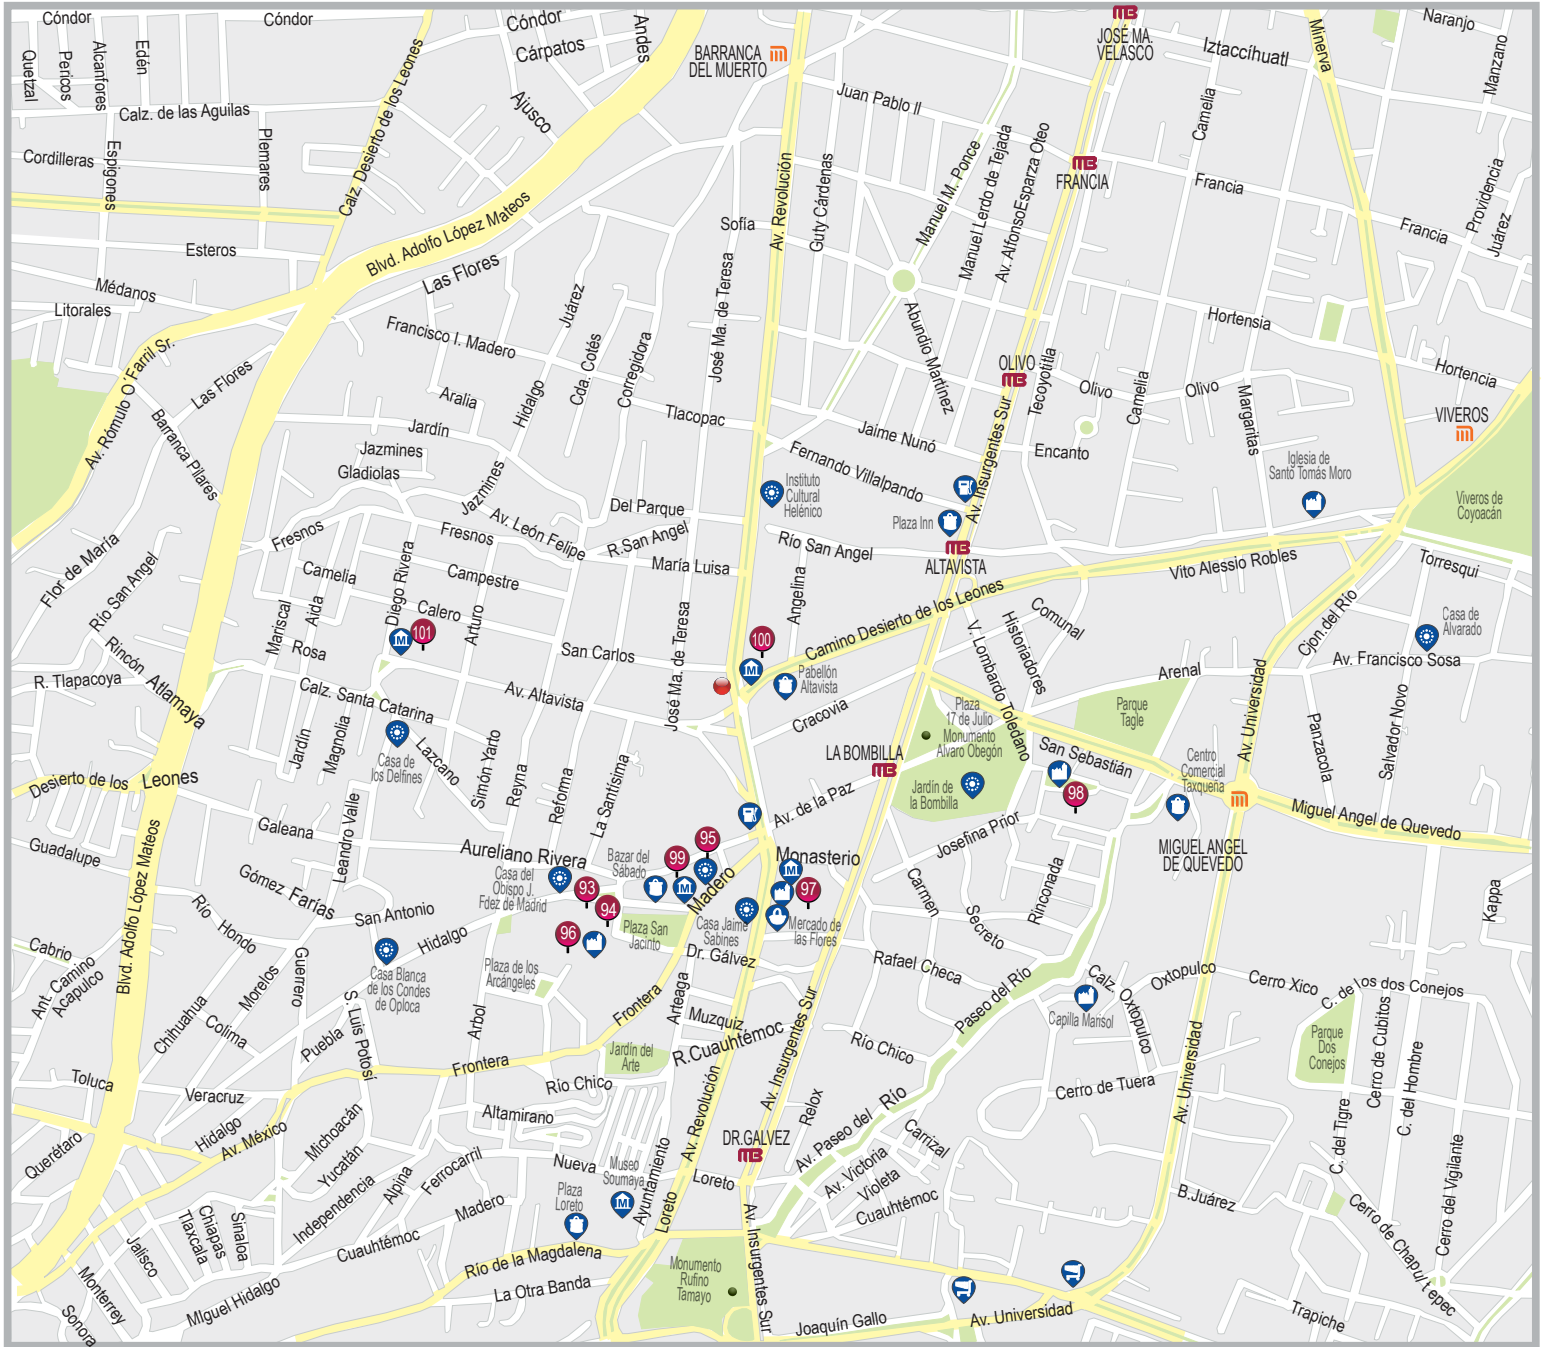 Cóndor
Cóndor
Cóndor
Cárpatos
Andes
Naranjo
Quetzal
Pericos
Alcanfores
Edén
Ajusco
BARRANCA
DEL MUERTO
JOSÉ MA.
VELASCO
Iztaccíhuatl
Minerva
Manzano
Calz. de las Aguilas
Calz. Desierto de los Leones
Juan Pablo II
Camelia
Cordilleras
Espigones
Plemares
Av. Revolución
Guty Cárdenas
Manuel M. Ponce
Manuel Lerdo de Tejada
Av. AlfonsoEsparza Oteo
FRANCIA
Francia
Francia
Providencia
Juárez
Esteros
Blvd. Adolfo López Mateos
Sofía
Médanos
Litorales
Las Flores
Juárez
José Ma. de Teresa
Abundio Martínez
Hortensia
Hortencia
Francisco I. Madero
Cda. Cotés
Corregidora
OLIVO
Tecoyotitla
Olivo
Camelia
Olivo
Margaritas
Av. Rómulo O´Farril Sr.
Las Flores
Barranca Pilares
Aralia
Hidalgo
Tlacopac
Jaime Nunó
Av. Insurgentes Sur
Encanto
VIVEROS
Jardín
Jazmines
Gladiolas
Jazmines
Fernando Villalpando
Iglesia de
Santo Tomás Moro
Viveros de
Coyoacán
Instituto
Cultural
Helénico
Plaza Inn
Del Parque
Av. León Felipe
R.San Angel
Fresnos
Fresnos
Río San Angel
ALTAVISTA
Vito Alessio Robles
Torresqui
Flor de María
Río San Angel
Camelia
Campestre
María Luisa
Diego Rivera
Calero
Arturo
Mariscal
Aida
101
100
Angelina
Camino Desierto de los Leones
Comunal
Historiadores
V. Lombardo Toledano
Cjon.del Río
Casa de
Alvarado
Rincón
Atlamaya
Rosa
San Carlos
José Ma. de Teresa
Pabellón
Altavista
Arenal
Av. Francisco Sosa
R. Tlapacoya
Calz. Santa Catarina
Av. Altavista
Cracovia
Plaza
17 de Julio
Monumento
Alvaro Obegón
Parque
Tagle
Av. Universidad
Panzacola
Salvador Novo
Jardín
Magnolia
Casa de
los Delfines
Lazcano
Simón Yarto
Reyna
Reforma
La Santísima
LA BOMBILLA
Jardín de
la Bombilla
San Sebastián
98
Centro
Comercial
Taxqueña
Desierto de los
Leones
Leandro Valle
Av. de la Paz
Josefina Prior
MIGUEL ANGEL
DE QUEVEDO
Miguel Angel de Quevedo
Guadalupe
Galeana
Aureliano Rivera
Bazar del
Sábado
95
99
Monasterio
97
Blvd. Adolfo López Mateos
Gómez Farías
Casa del
Obispo J.
Fdez de Madrid
93
94
96
Madero
Plaza San
Jacinto
Casa Jaime
Sabines
Mercado de
las Flores
Carmen
Secreto
Rinconada
Kappa
Río
Hondo
San Antonio
Hidalgo
Casa Blanca
de los Condes
de Oploca
Plaza de los
Arcángeles
Dr. Gálvez
Rafael Checa
Paseo del Río
Calz.
Oxtopulco
Oxtopulco
Capilla Marisol
Cerro Xico
C. de los dos Conejos
Cabrio
Ant. Camino
Acapulco
Chihuahua
Colima
Morelos
Guerrero
Puebla
S. Luis Potosí
Arbol
Frontera
Frontera
Arteaga
Muzquiz
R.Cuauhtémoc
Av. Insurgentes Sur
Río Chico
Parque
Dos
Conejos
Cerro de Cubitos
C. del Hombre
Toluca
Veracruz
Jardín del
Arte
Río Chico
Altamirano
Av. Revolución
Relox
Cerro de Tuera
Av. Universidad
C. del Tigre
Cerro del Vigilante
Querétaro
Hidalgo
Av. México
Michoacán
Yucatán
Independencia
Alpina
Ferrocarril
Madero
Nueva
Museo
Soumaya
Ayuntamiento
DR.GALVEZ
Loreto
Av. Paseo del
Río
Av. Victoria
Violeta
Cuauhtémoc
Carrizal
B.Juárez
Cerro de Chapult epec
Plaza
Loreto
Loreto
Tlaxcala
Chiapas
Sinaloa
Jalisco
Monterrey
Sonora
MIguel Hidalgo
Cuauhtémoc
Río de la Magdalena
La Otra Banda
Monumento
Rufino
Tamayo
Av. Insurgentes Sur
Joaquín Gallo
Av. Universidad
Trapiche